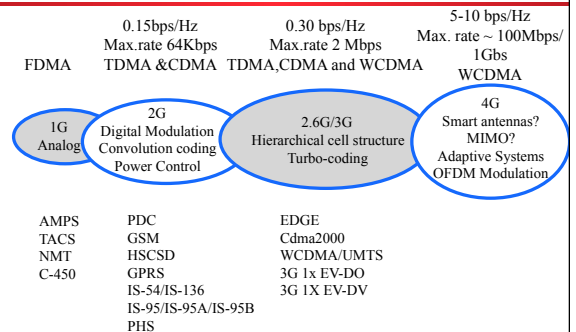 FDMA
0.15bps/Hz
Max.rate 64Kbps
TDMA &CDMA
0.30 bps/Hz
Max.rate 2 Mbps
TDMA,CDMA and WCDMA
5-10 bps/Hz
Max. rate ~ 100Mbps/
1Gbs
WCDMA
1G
Analog
2G
Digital Modulation
Convolution coding
Power Control
2.6G/3G
Hierarchical cell structure
Turbo-coding
4G
Smart antennas?
MIMO?
Adaptive Systems
OFDM Modulation
AMPS
TACS
NMT
C-450
PDC
GSM
HSCSD
GPRS
IS-54/IS-136
IS-95/IS-95A/IS-95B
PHS
EDGE
Cdma2000
WCDMA/UMTS
3G 1x EV-DO
3G 1X EV-DV